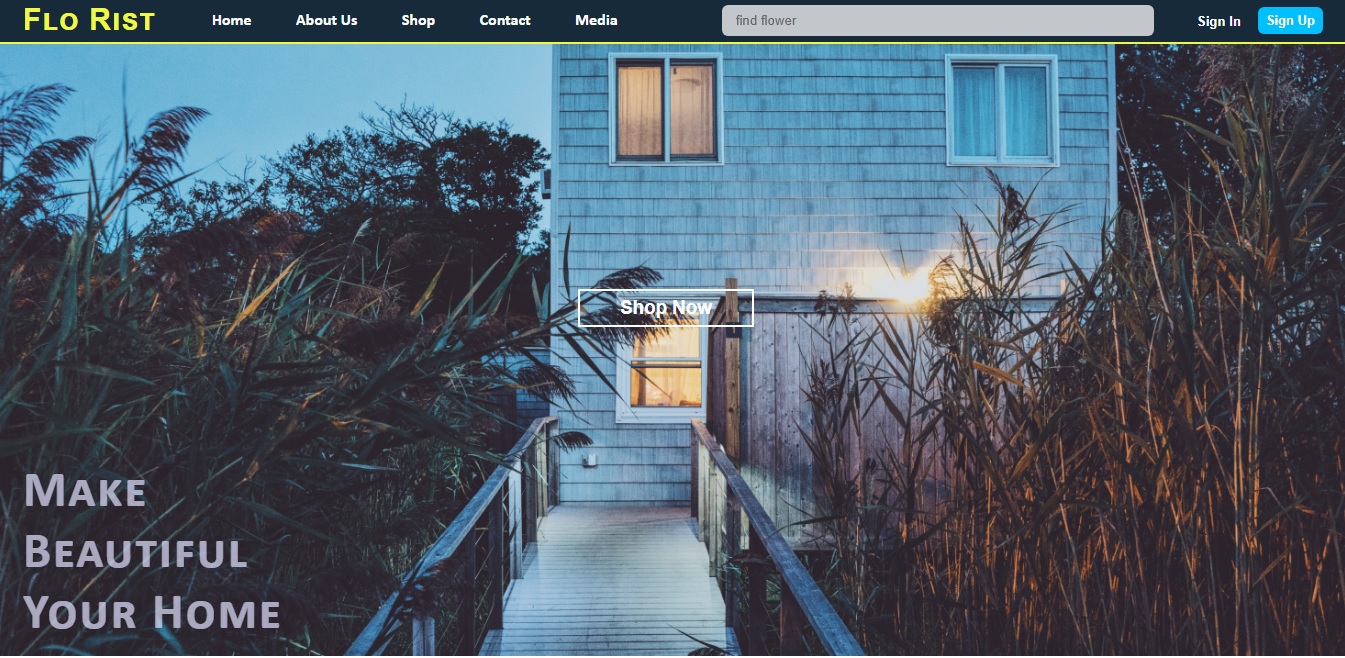 Flo Rist
Home
About Us
Shop
Contact
Media
find flower
Sign In
Sign Up
Shop Now
Make
Beautiful
Your Home